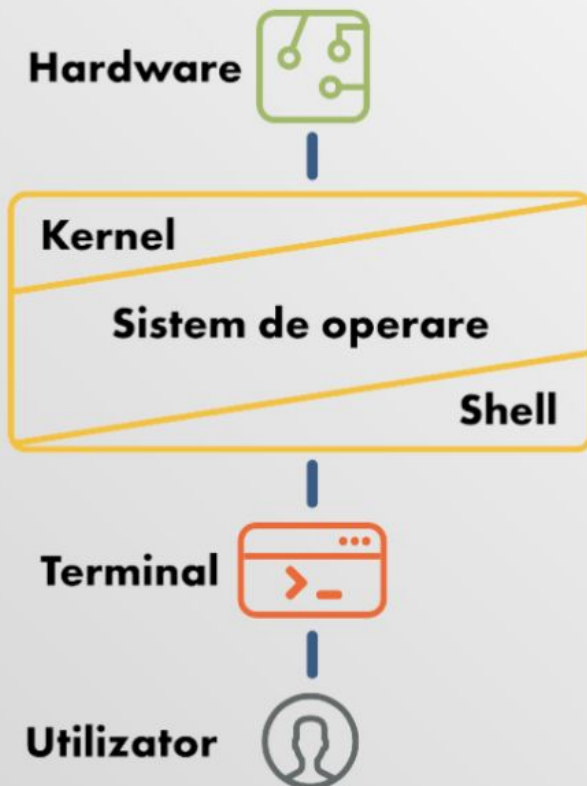 Hardware
Kernel
Sistem de operare
Shell
Terminal
Utilizator